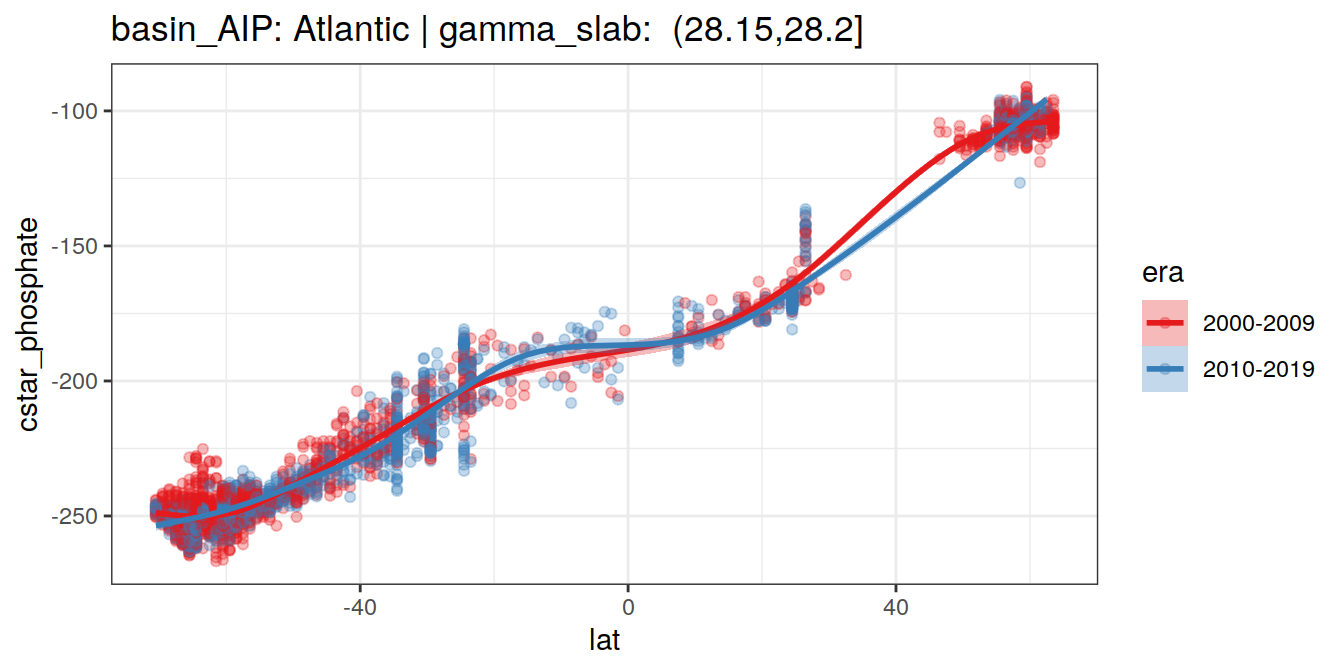 basin_AIP: Atlantic | gamma_slab:  (28.15,28.2]
cstar_phosphate
-100
-150
-200
-250
-40
0
40
lat
era
2000-2009
2010-2019